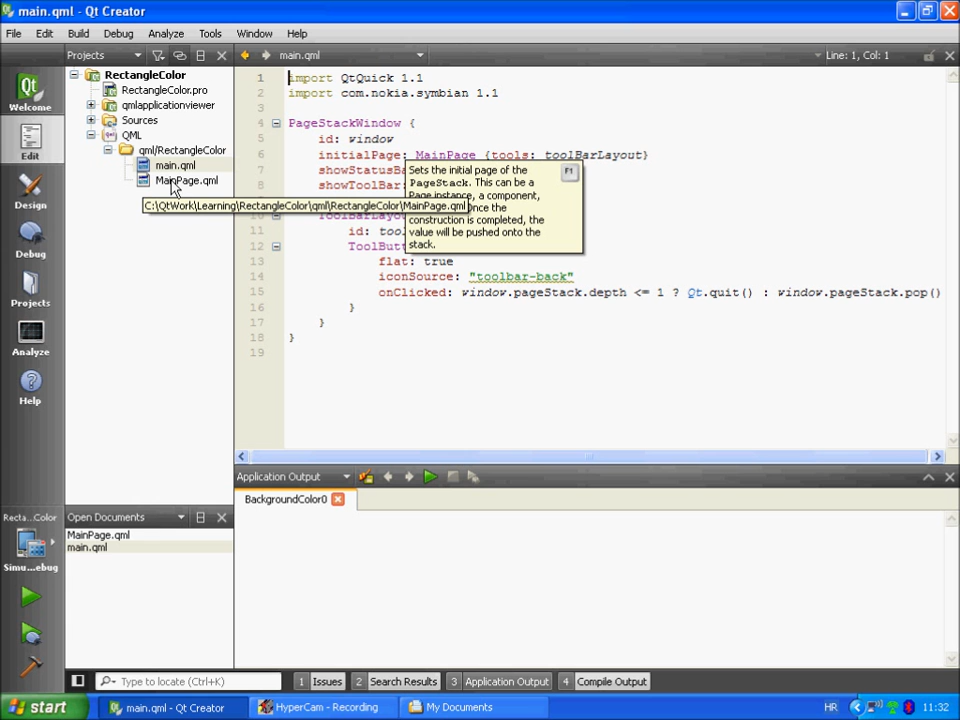 main.qml - Qt Creator
File Edit Build Debug Analyze Tools Window Help
Projects main.qml Line: 1, Col: 1
Welcome
Edit
Design
Debug
Projects
Analyze
Help
RectangleColor
RectangleColor.pro
qmlapplicationviewer
Sources
QML
qml/RectangleColor
main.qml
MainPage.qml
C:\QtWork\Learning\RectangleColor\qml\RectangleColor\MainPage.qml
1 import QtQuick 1.1
2 import com.nokia.symbian 1.1
3
4 PageStackWindow {
5 id: window
6 initialPage: MainPage {tools: toolBarLayout}
7 showStatusBa
8 showToolBar:
Sets the initial page of the
PageStack. This can be a
Page instance, a component,
Once the
construction is completed, the
value will be pushed onto the
stack.
F1
11 id: tool
12 ToolButt
13 flat: true
14 iconSource: "toolbar-back"
15 onClicked: window.pageStack.depth <= 1 ? Qt.quit() : window.pageStack.pop()
16 }
17 }
18 }
19
Application Output
BackgroundColor0
Open Documents
MainPage.qml
main.qml
Recta...Color
Simu...ebug
Type to locate (Ctrl+K) 1 Issues 2 Search Results 3 Application Output 4 Compile Output
start main.qml - Qt Creator HyperCam - Recording My Documents HR 11:32